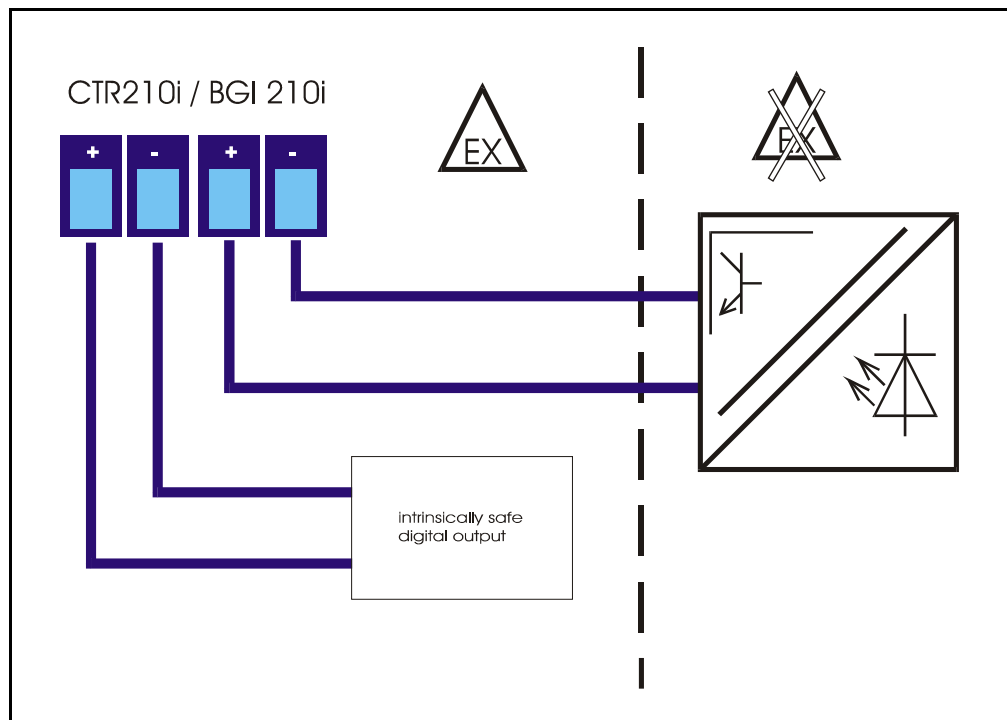 CTR210i / BGI 210i
EX
EX
+ - + -
intrinsically safe
digital output